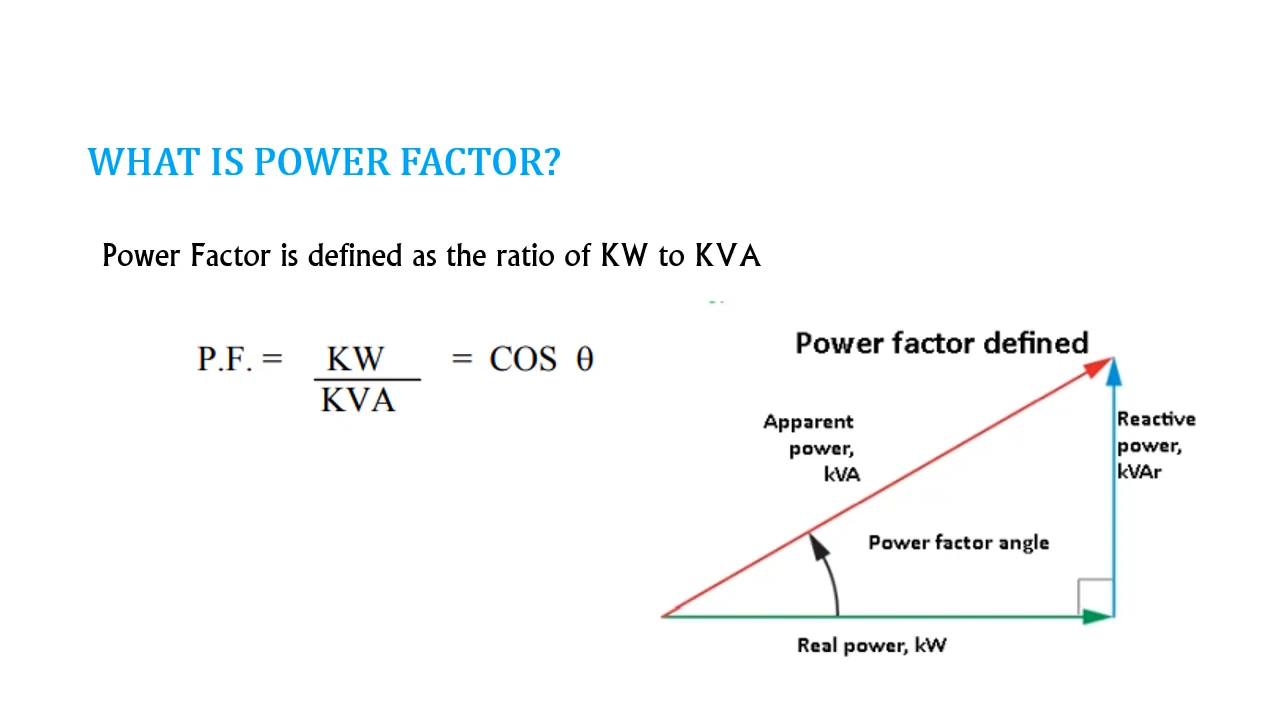 WHAT IS POWER FACTOR?
Power Factor is defined as the ratio of KW to KVA
P.F. = KW = COS θ
KVA
Power factor defined
Apparent
power,
kVA
Reactive
power,
kVAr
Power factor angle
Real power, kW